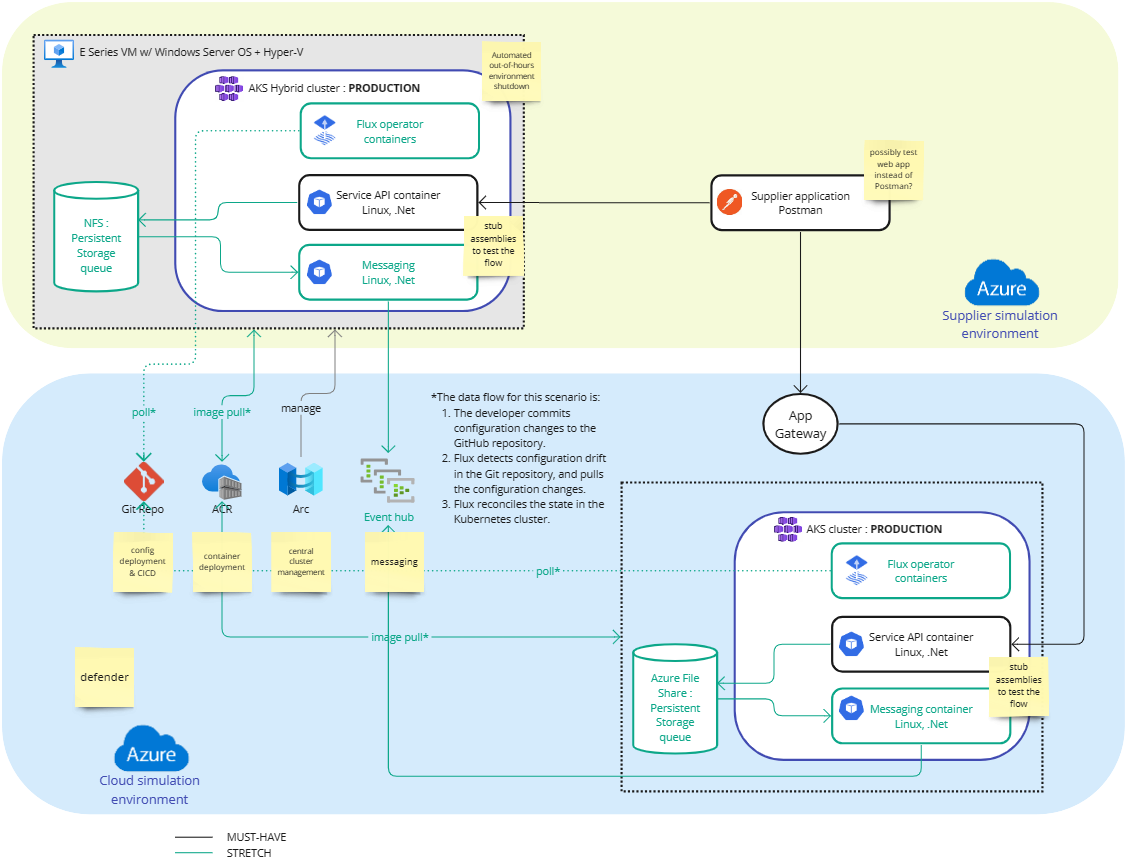 E Series VM w/ Windows Server OS + Hyper-V
Automated
out-of-hours
environment
shutdown
AKS Hybrid cluster : PRODUCTION
Flux operator
containers
Service API container
Linux, .Net
stub
assemblies
to test the
flow
Messaging
Linux, .Net
NFS :
Persistent
Storage
queue
possibly test
web app
instead of
Postman?
Supplier application
Postman
Azure
Supplier simulation
environment
poll*
image pull*
manage
*The data flow for this scenario is:
1. The developer commits
configuration changes to the
GitHub repository.
2. Flux detects configuration drift
in the Git repository, and pulls
the configuration changes.
3. Flux reconciles the state in the
Kubernetes cluster.
App
Gateway
Git Repo
ACR
Arc
Event hub
config
deployment
& CICD
container
deployment
central
cluster
management
messaging
poll*
image pull*
AKS cluster : PRODUCTION
Flux operator
containers
Service API container
Linux, .Net
stub
assemblies
to test the
flow
Messaging container
Linux, .Net
Azure File
Share :
Persistent
Storage
queue
defender
Azure
Cloud simulation
environment
MUST-HAVE
STRETCH